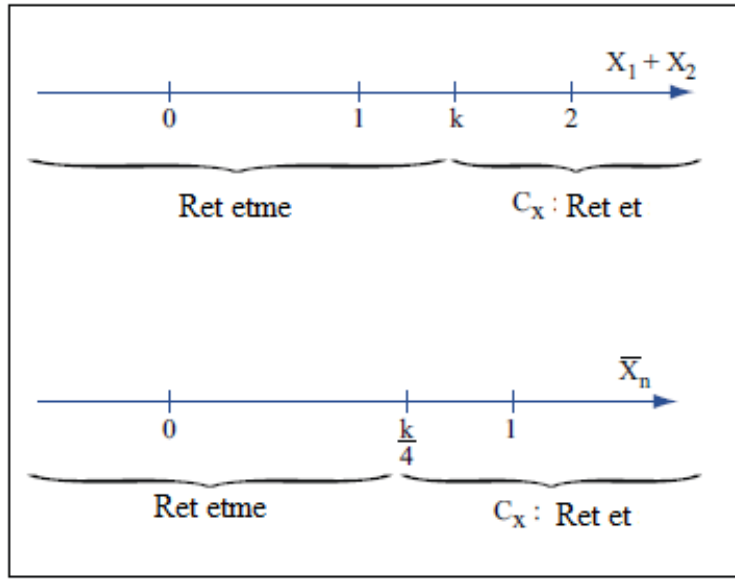 X₁ + X₂
0 1 k 2
Ret etme Cₓ : Ret et
X̅ₙ
0 k/4 1
Ret etme Cₓ : Ret et